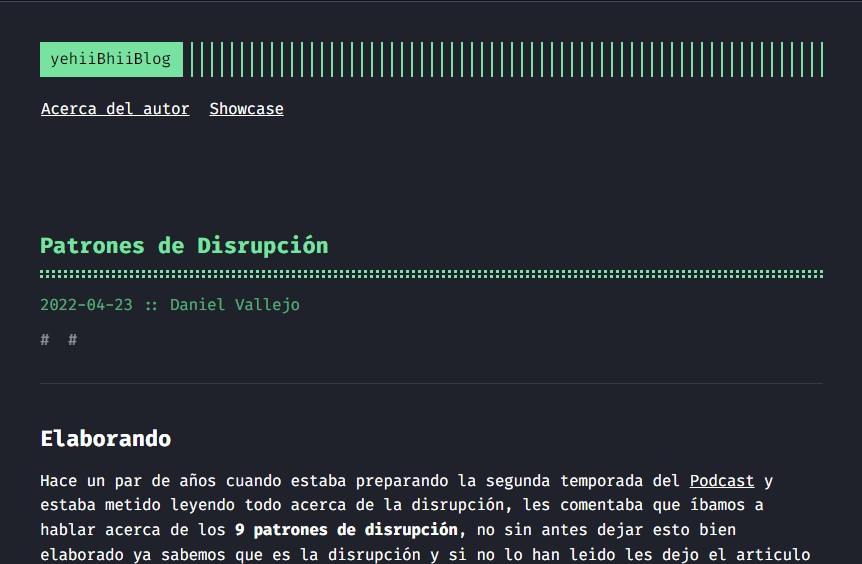 yehiiBhiiBlog
Acerca del autor Showcase
Patrones de Disrupción
2022-04-23 :: Daniel Vallejo
# #
Elaborando
Hace un par de años cuando estaba preparando la segunda temporada del Podcast y
estaba metido leyendo todo acerca de la disrupción, les comentaba que íbamos a
hablar acerca de los 9 patrones de disrupción, no sin antes dejar esto bien
elaborado ya sabemos que es la disrupción y si no lo han leido les dejo el articulo